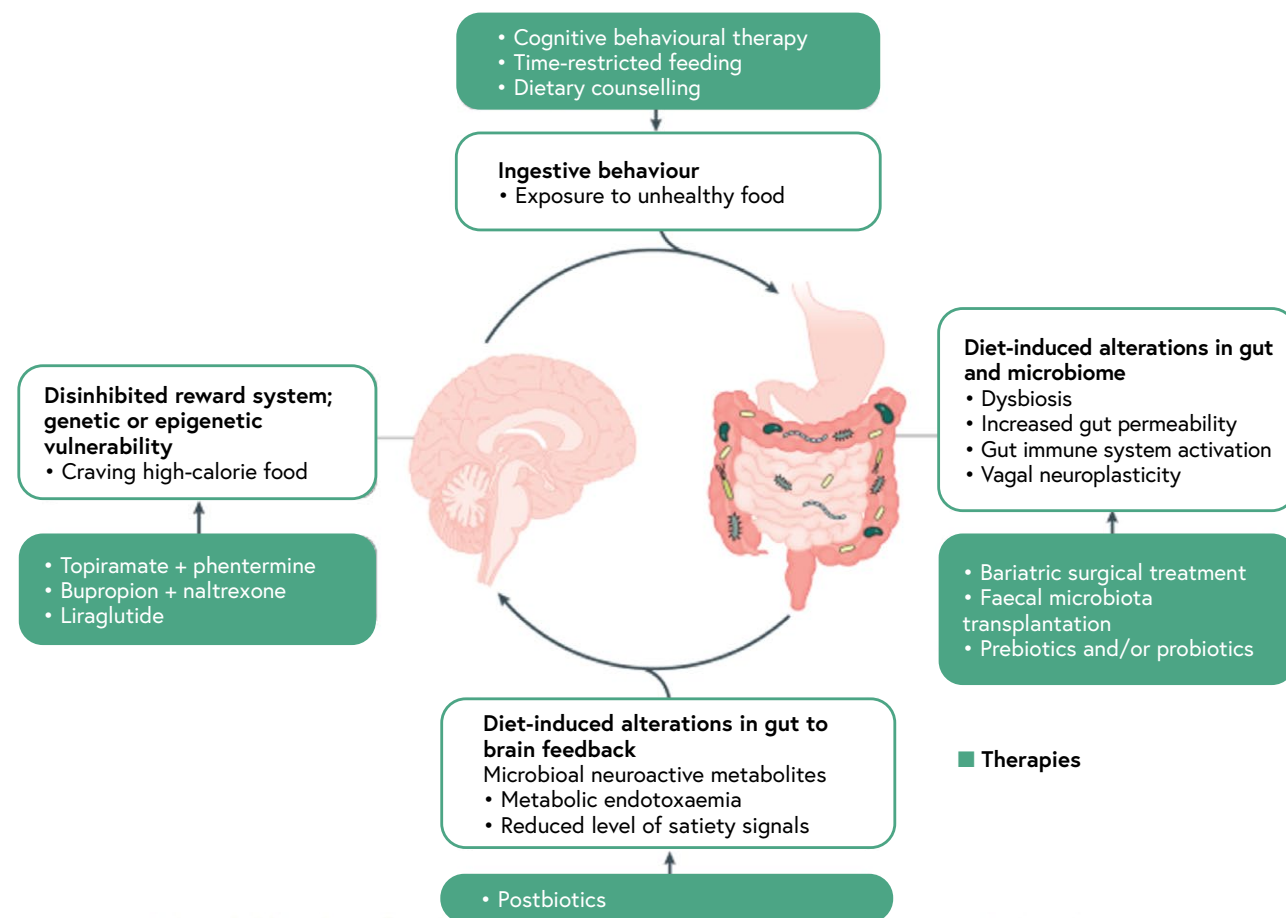 • Cognitive behavioural therapy
• Time-restricted feeding
• Dietary counselling
Ingestive behaviour
• Exposure to unhealthy food
Disinhibited reward system;
genetic or epigenetic
vulnerability
• Craving high-calorie food
• Topiramate + phentermine
• Bupropion + naltrexone
• Liraglutide
Diet-induced alterations in gut
and microbiome
• Dysbiosis
• Increased gut permeability
• Gut immune system activation
• Vagal neuroplasticity
• Bariatric surgical treatment
• Faecal microbiota
transplantation
• Prebiotics and/or probiotics
Diet-induced alterations in gut to
brain feedback
Microbioal neuroactive metabolites
• Metabolic endotoxaemia
• Reduced level of satiety signals
• Postbiotics
Therapies